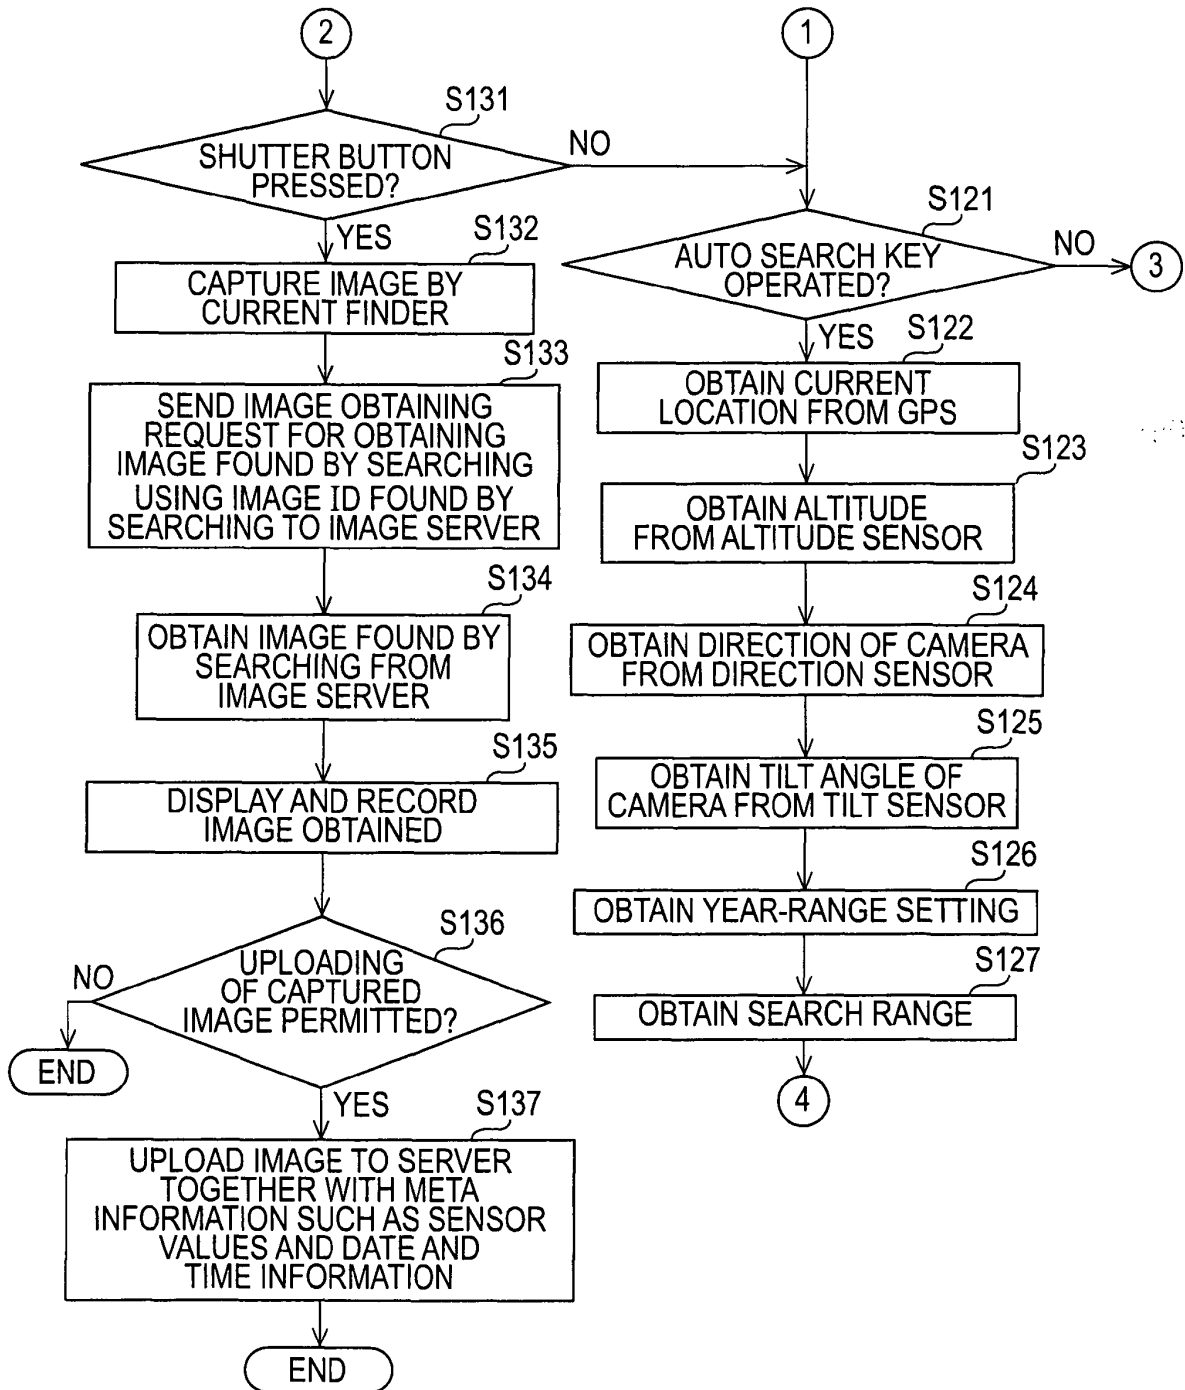 2
S131
SHUTTER BUTTON
PRESSED?
NO
YES
S132
CAPTURE IMAGE BY
CURRENT FINDER
S133
SEND IMAGE OBTAINING
REQUEST FOR OBTAINING
IMAGE FOUND BY SEARCHING
USING IMAGE ID FOUND BY
SEARCHING TO IMAGE SERVER
S134
OBTAIN IMAGE FOUND BY
SEARCHING FROM
IMAGE SERVER
S135
DISPLAY AND RECORD
IMAGE OBTAINED
S136
UPLOADING
OF CAPTURED
IMAGE PERMITTED?
NO
END
YES
S137
UPLOAD IMAGE TO SERVER
TOGETHER WITH META
INFORMATION SUCH AS SENSOR
VALUES AND DATE AND
TIME INFORMATION
END
1
S121
AUTO SEARCH KEY
OPERATED?
NO
3
YES
S122
OBTAIN CURRENT
LOCATION FROM GPS
S123
OBTAIN ALTITUDE
FROM ALTITUDE SENSOR
S124
OBTAIN DIRECTION OF CAMERA
FROM DIRECTION SENSOR
S125
OBTAIN TILT ANGLE OF
CAMERA FROM TILT SENSOR
S126
OBTAIN YEAR-RANGE SETTING
S127
OBTAIN SEARCH RANGE
4